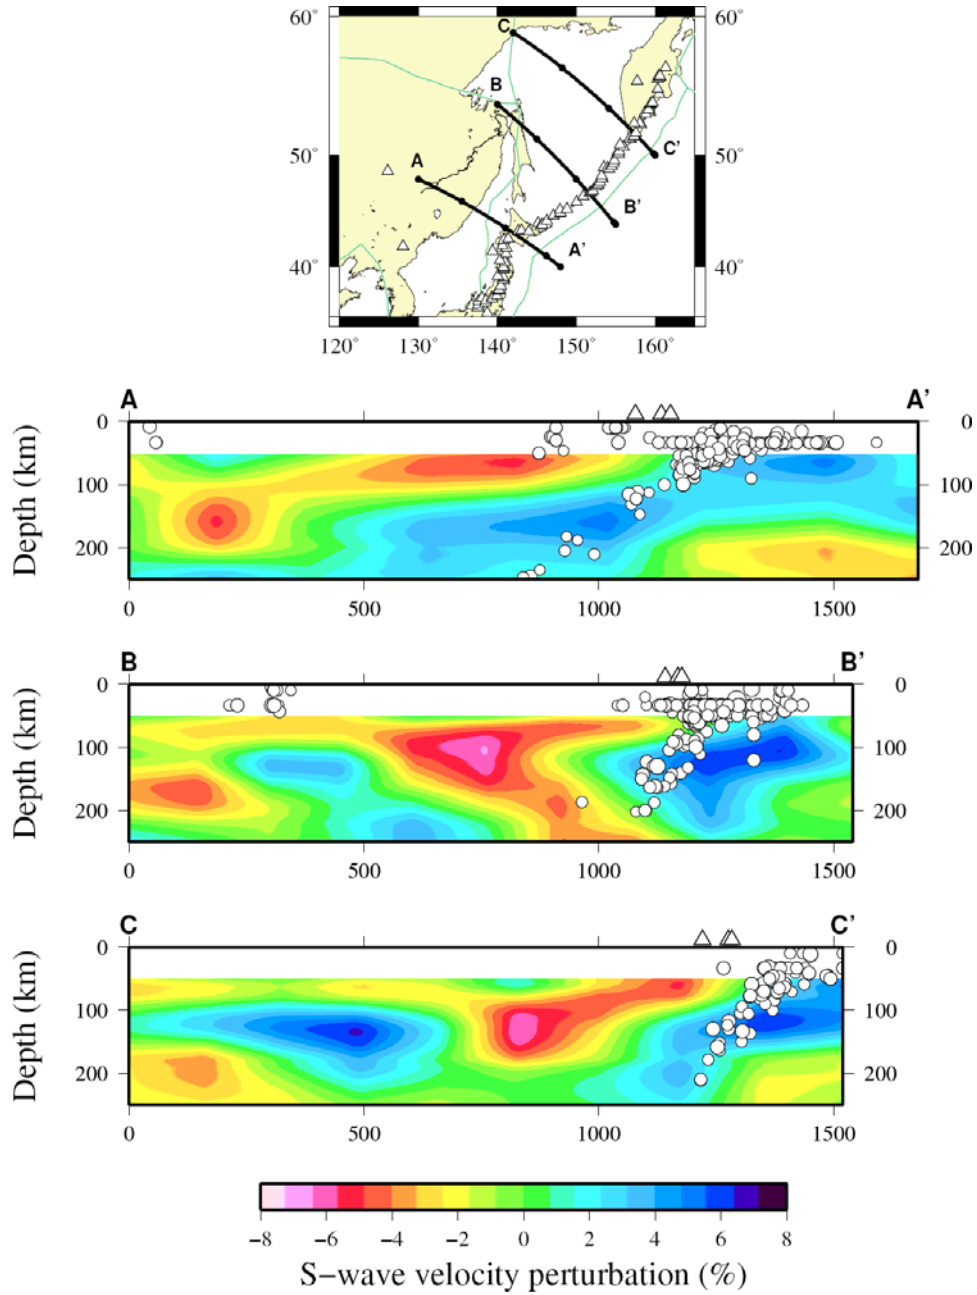 60° 60°
C
B
A
50° 50°
C'
B'
A'
40° 40°
120° 130° 140° 150° 160°
A A'
0 0
100 100
200 200
Depth (km)
0 500 1000 1500
B B'
0 0
100 100
200 200
Depth (km)
0 500 1000 1500
C C'
0 0
100 100
200 200
Depth (km)
0 500 1000 1500
−8 −6 −4 −2 0 2 4 6 8
S−wave velocity perturbation (%)